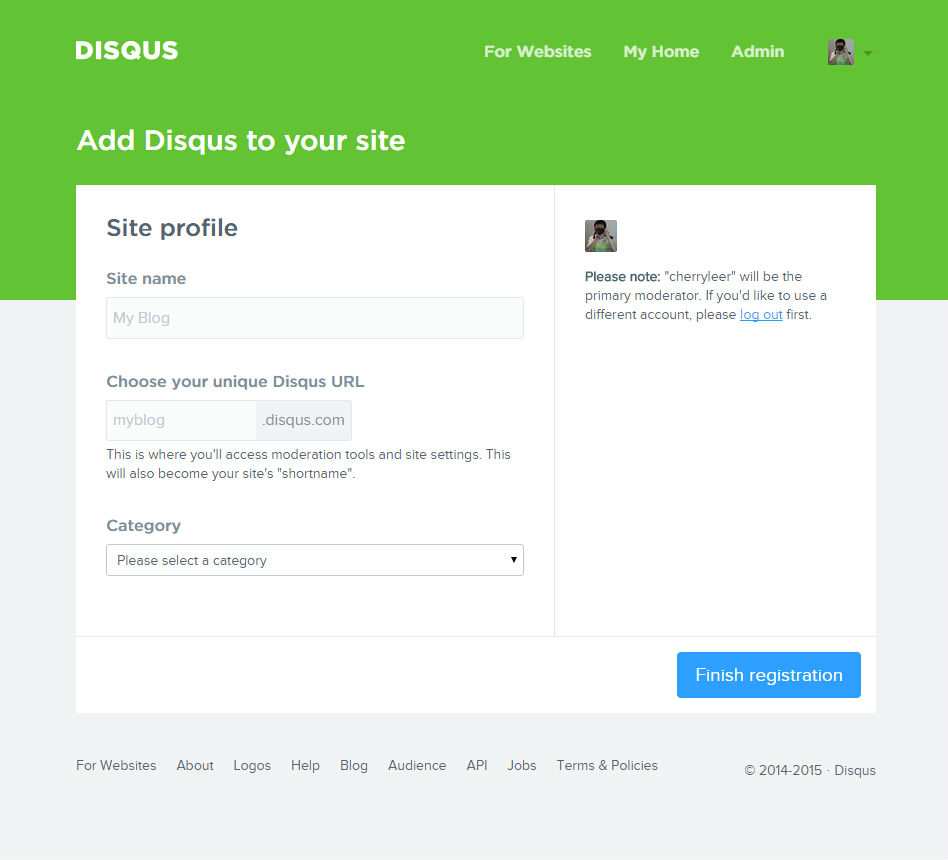 DISQUS
For Websites My Home Admin
Add Disqus to your site
Site profile
Site name
My Blog
Choose your unique Disqus URL
myblog .disqus.com
This is where you'll access moderation tools and site settings. This
will also become your site's "shortname".
Category
Please select a category
Please note: "cherryleer" will be the
primary moderator. If you'd like to use a
different account, please log out first.
Finish registration
For Websites About Logos Help Blog Audience API Jobs Terms & Policies
© 2014-2015 · Disqus